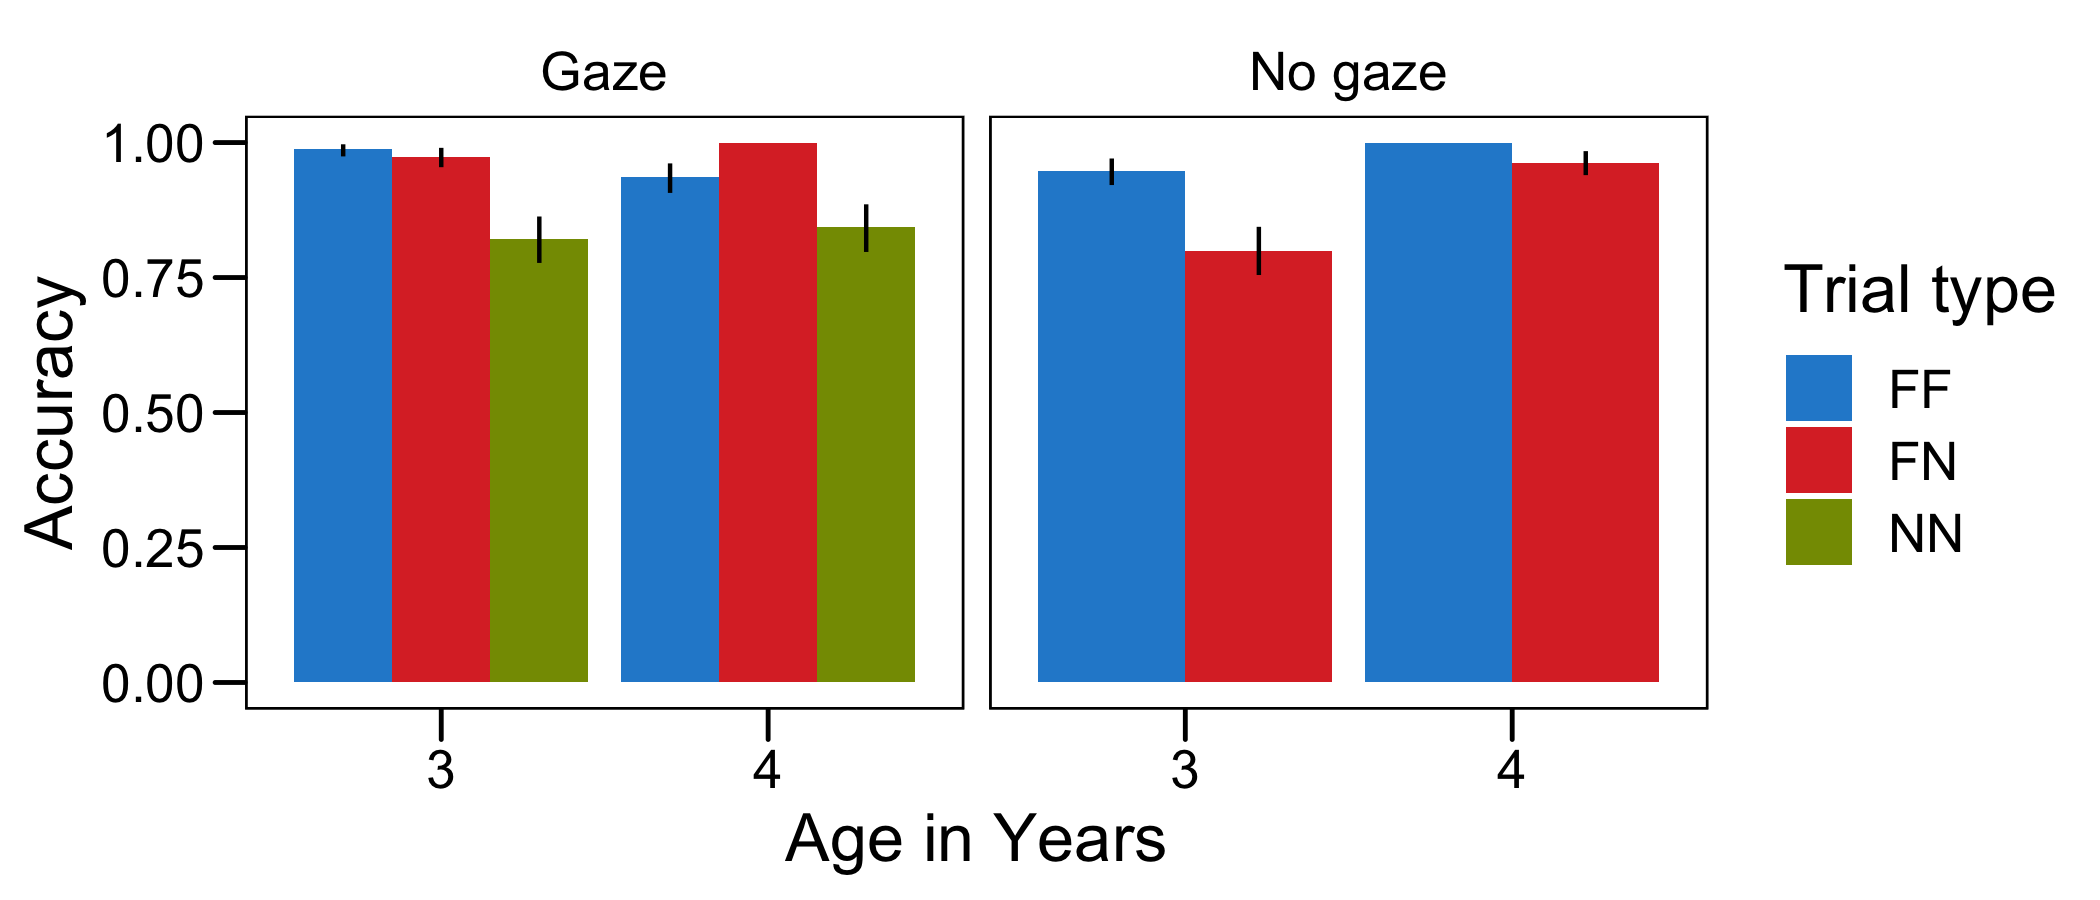 Gaze
No gaze
1.00
0.75
0.50
0.25
0.00
Accuracy
3
4
3
4
Age in Years
Trial type
FF
FN
NN